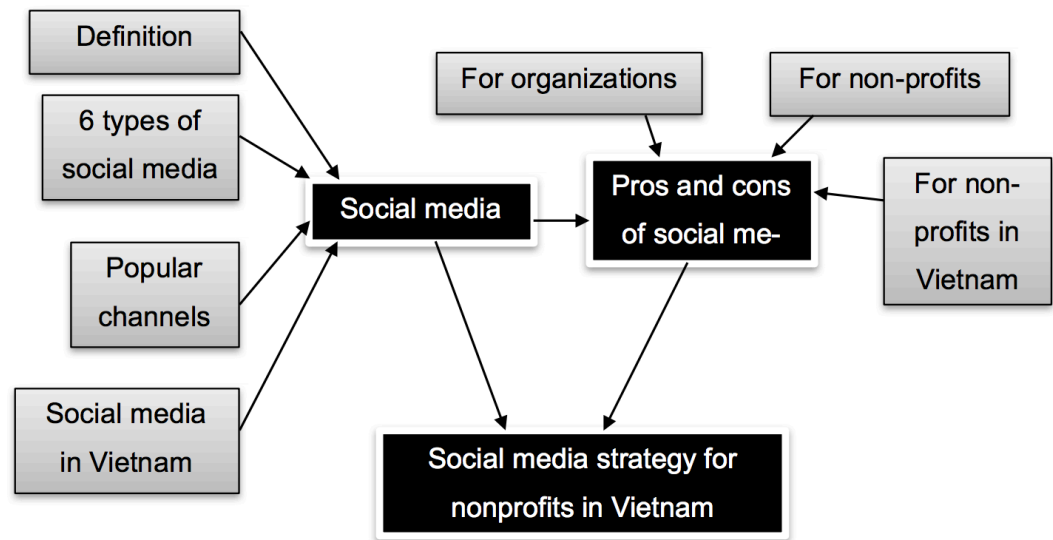 Definition
6 types of
social media
Popular
channels
Social media
in Vietnam
Social media
For organizations
For non-profits
Pros and cons
of social me-
For non-
profits in
Vietnam
Social media strategy for
nonprofits in Vietnam